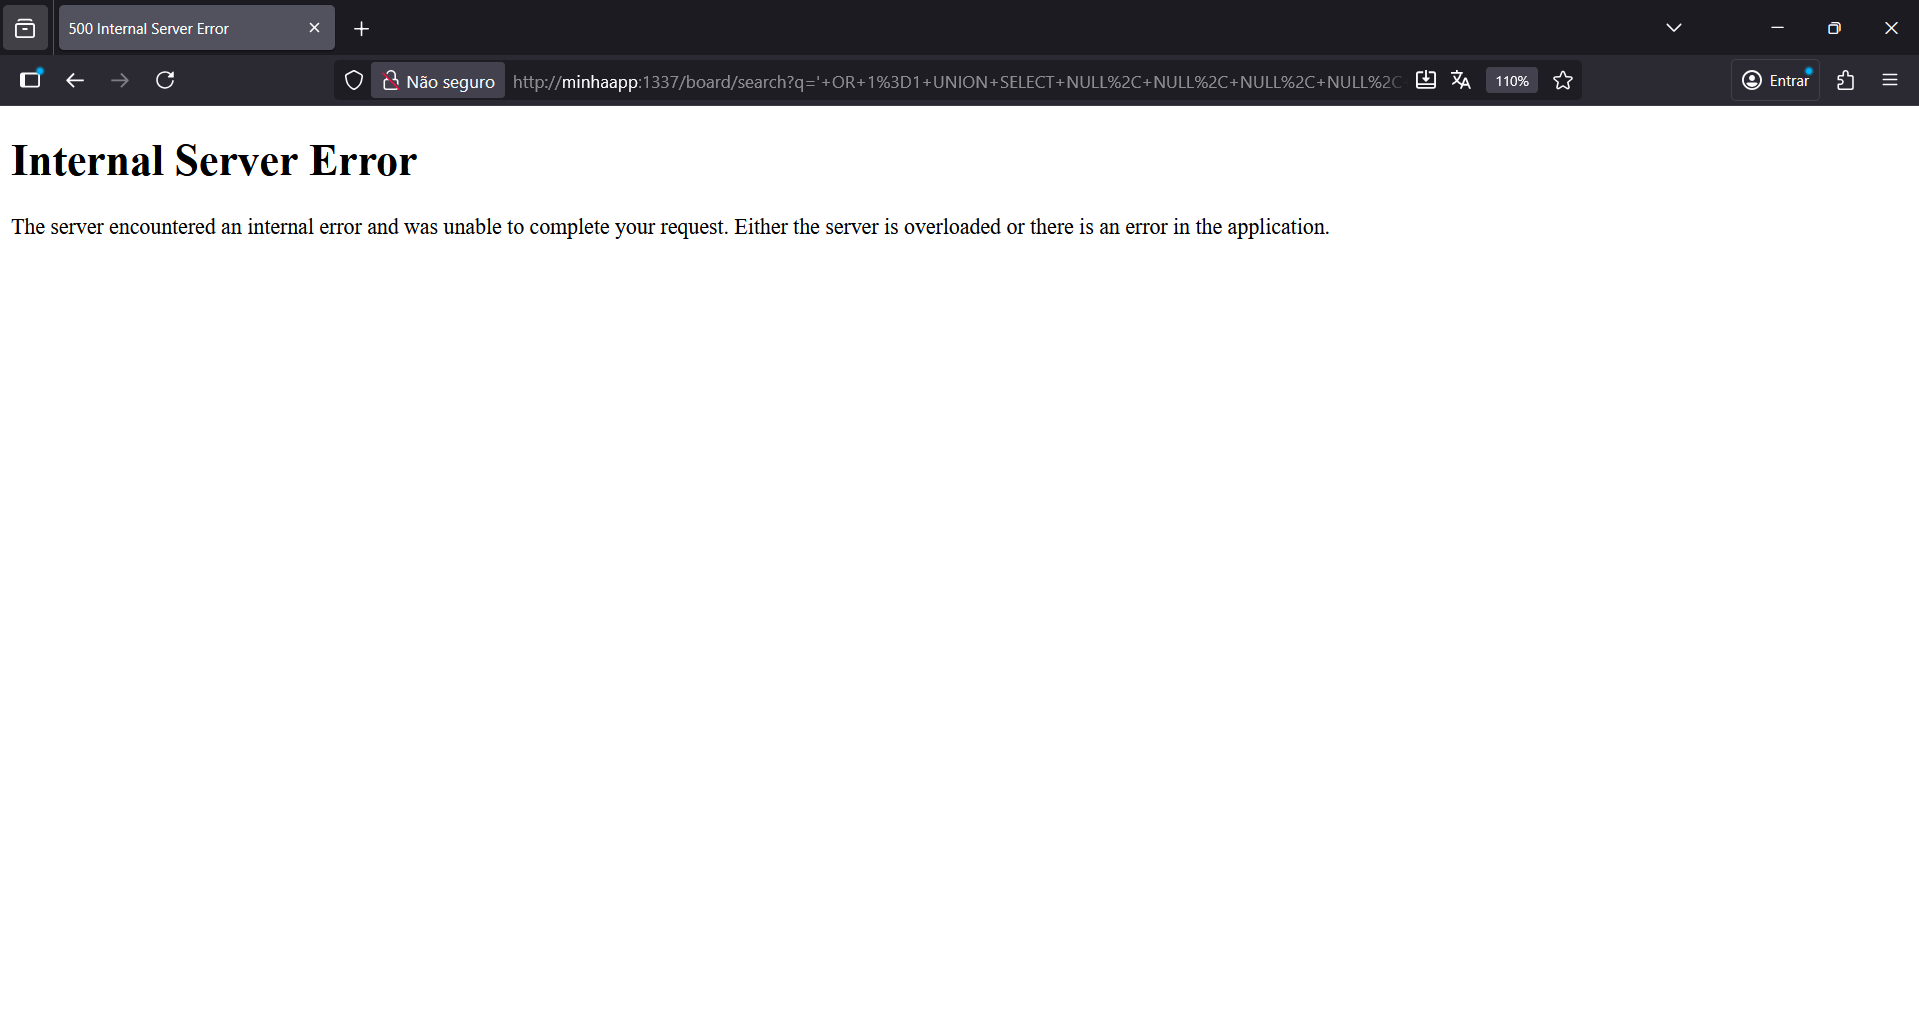 500 Internal Server Error
Não seguro
http://minhaapp:1337/board/search?q='+OR+1%3D1+UNION+SELECT+NULL%2C+NULL%2C+NULL%2C+NULL%2C+NULL%2C
110%
Entrar
Internal Server Error
The server encountered an internal error and was unable to complete your request. Either the server is overloaded or there is an error in the application.